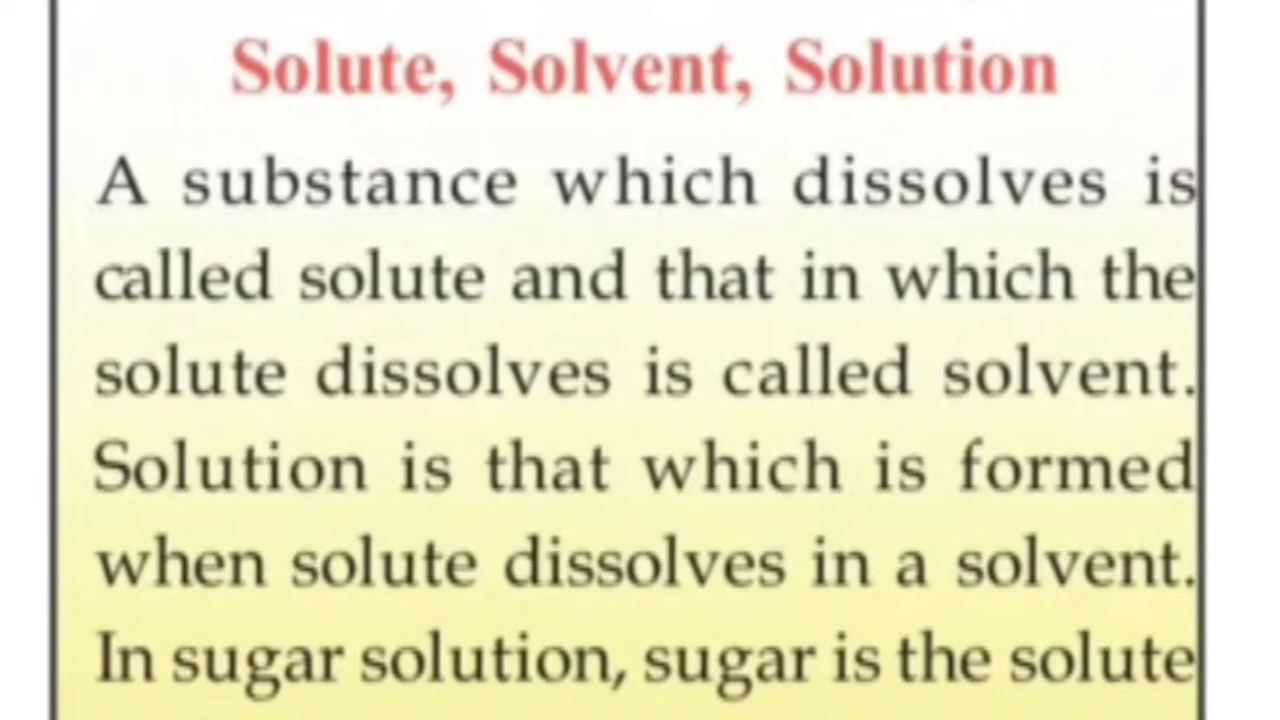 Solute, Solvent, Solution
A substance which dissolves is
called solute and that in which the
solute dissolves is called solvent.
Solution is that which is formed
when solute dissolves in a solvent.
In sugar solution, sugar is the solute